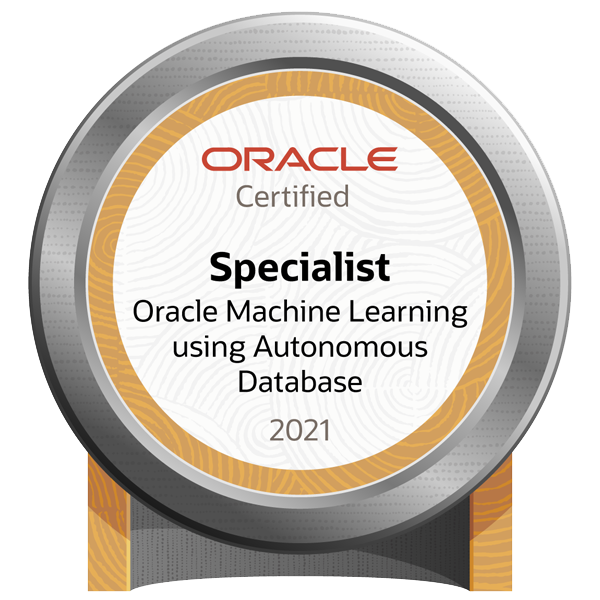 ORACLE
Certified
Specialist
Oracle Machine Learning
using Autonomous
Database
2021